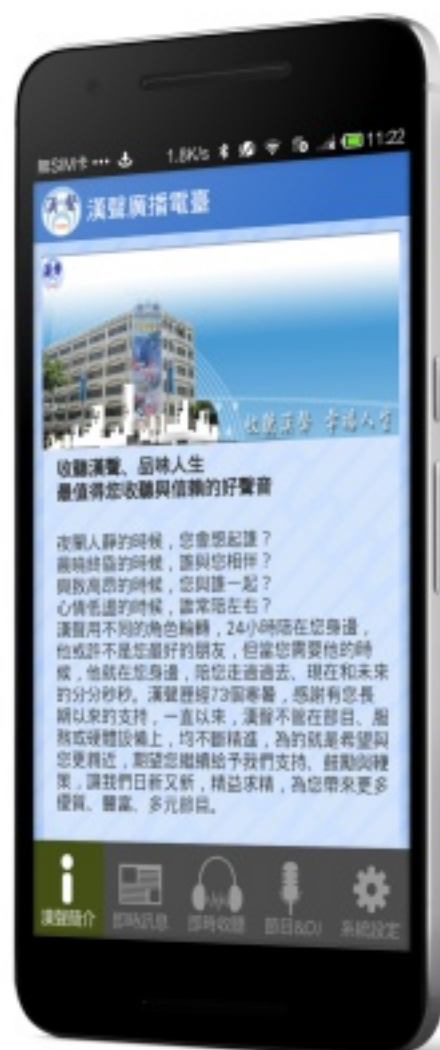 無SIM卡 ... 1.8K/s 11:22
漢聲廣播電臺
收聽漢聲 幸福人生
收聽漢聲、品味人生
最值得您收聽與信賴的好聲音
夜闌人靜的時候，您會想起誰？
晨曉終昏的時候，誰與您相伴？
興致高昂的時候，您與誰一起？
心情低盪的時候，誰常陪左右？
漢聲用不同的角色輪轉，24小時陪在您身邊，
他或許不是您最好的朋友，但當您需要他的時
候，他就在您身邊，陪您走過過去、現在和未來
的分分秒秒。漢聲歷經73個寒暑，感謝有您長
期以來的支持，一直以來，漢聲不管在節目、服
務或硬體設備上，均不斷精進，為的就是希望與
您更將近，期望您繼續給予我們支持、鼓勵與鞭
策，讓我們日新又新，精益求精，為您帶來更多
優質、豐富、多元節目。
漢聲簡介 即時訊息 即時收聽 節目&DJ 系統設定